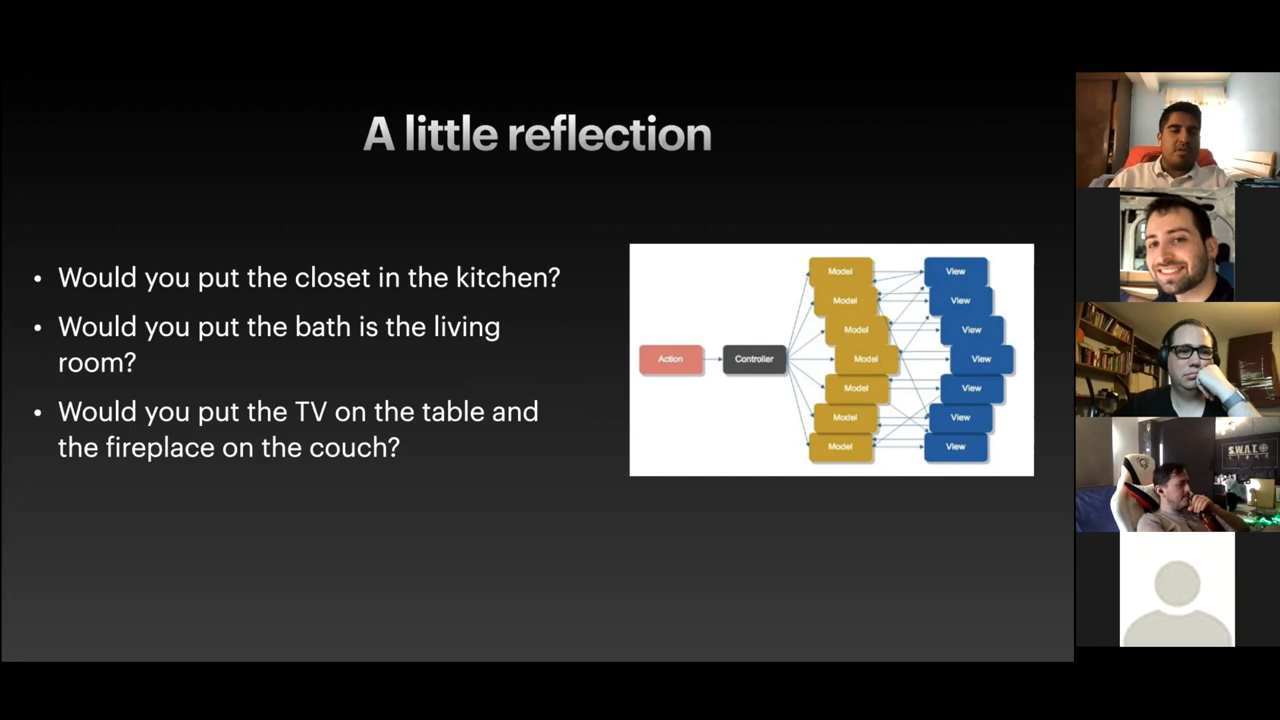 A little reflection
• Would you put the closet in the kitchen?
• Would you put the bath is the living
room?
• Would you put the TV on the table and
the fireplace on the couch?
Action
Controller
Model
Model
Model
Model
Model
Model
Model
View
View
View
View
View
View
View
S.W.A.T.